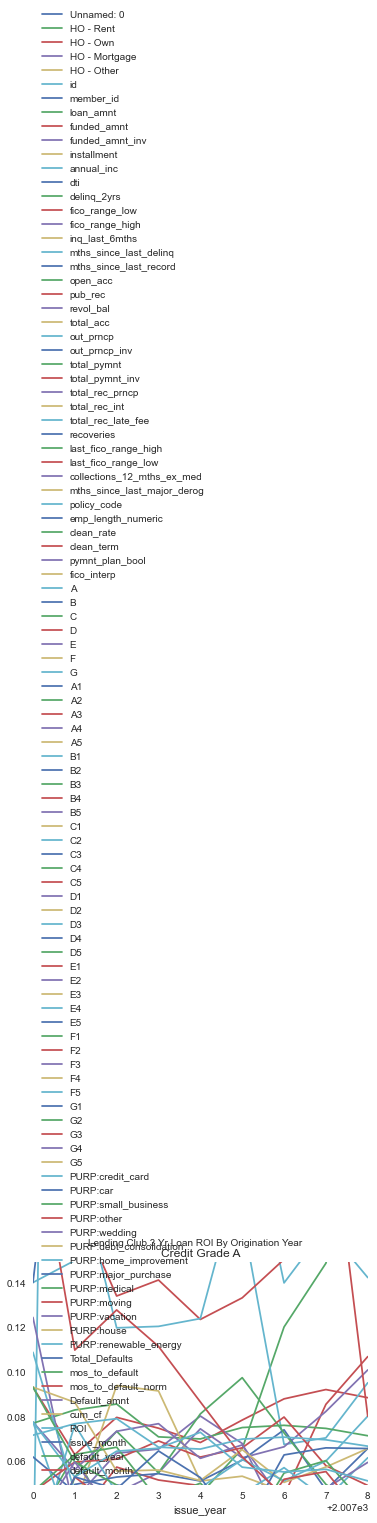 Unnamed: 0
HO - Rent
HO - Own
HO - Mortgage
HO - Other
id
member_id
loan_amnt
funded_amnt
funded_amnt_inv
installment
annual_inc
dti
delinq_2yrs
fico_range_low
fico_range_high
inq_last_6mths
mths_since_last_delinq
mths_since_last_record
open_acc
pub_rec
revol_bal
total_acc
out_prncp
out_prncp_inv
total_pymnt
total_pymnt_inv
total_rec_prncp
total_rec_int
total_rec_late_fee
recoveries
last_fico_range_high
last_fico_range_low
collections_12_mths_ex_med
mths_since_last_major_derog
policy_code
emp_length_numeric
clean_rate
clean_term
pymnt_plan_bool
fico_interp
A
B
C
D
E
F
G
A1
A2
A3
A4
A5
B1
B2
B3
B4
B5
C1
C2
C3
C4
C5
D1
D2
D3
D4
D5
E1
E2
E3
E4
E5
F1
F2
F3
F4
F5
G1
G2
G3
G4
G5
PURP:credit_card
PURP:car
PURP:small_business
PURP:other
PURP:wedding
PURP:debt_consolidation
PURP:home_improvement
PURP:major_purchase
PURP:medical
PURP:moving
PURP:vacation
PURP:house
PURP:renewable_energy
Total_Defaults
mos_to_default
mos_to_default_norm
Default_amnt
cum_cf
ROI
issue_month
default_year
default_month
Lending Club 3 Yr Loan ROI By Origination Year
Credit Grade A
0.14
0.12
0.10
0.08
0.06
0 1 2 3 4 5 6 7 8
+2.007e3
issue_year